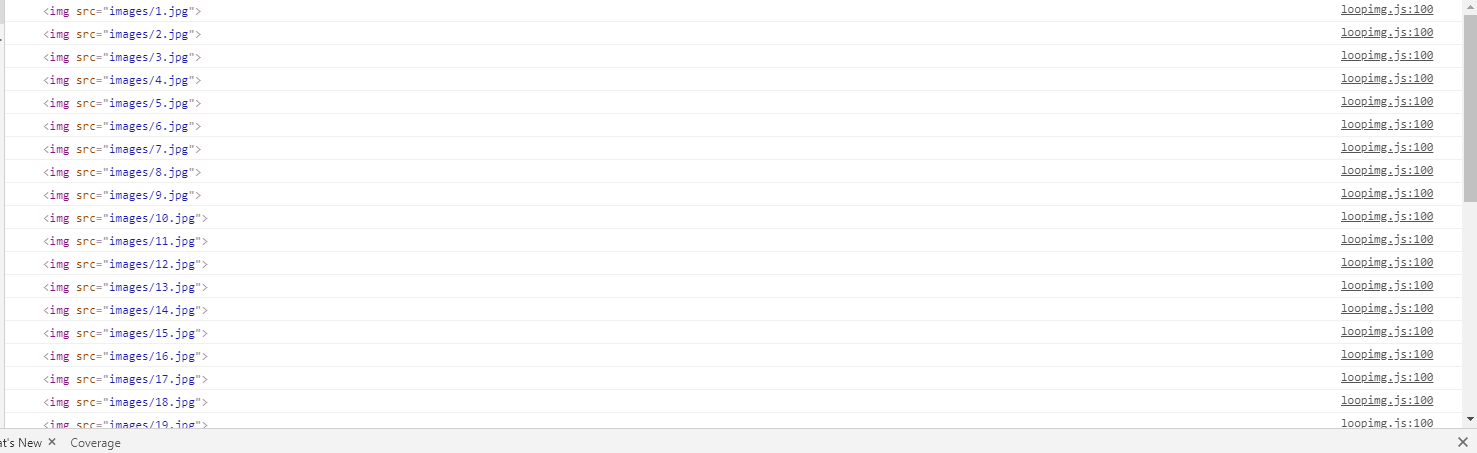 <img src="images/1.jpg"> loopimg.js:100
<img src="images/2.jpg"> loopimg.js:100
<img src="images/3.jpg"> loopimg.js:100
<img src="images/4.jpg"> loopimg.js:100
<img src="images/5.jpg"> loopimg.js:100
<img src="images/6.jpg"> loopimg.js:100
<img src="images/7.jpg"> loopimg.js:100
<img src="images/8.jpg"> loopimg.js:100
<img src="images/9.jpg"> loopimg.js:100
<img src="images/10.jpg"> loopimg.js:100
<img src="images/11.jpg"> loopimg.js:100
<img src="images/12.jpg"> loopimg.js:100
<img src="images/13.jpg"> loopimg.js:100
<img src="images/14.jpg"> loopimg.js:100
<img src="images/15.jpg"> loopimg.js:100
<img src="images/16.jpg"> loopimg.js:100
<img src="images/17.jpg"> loopimg.js:100
<img src="images/18.jpg"> loopimg.js:100
<img src="images/19.jpg"> loopimg.js:100
at's New × Coverage ×